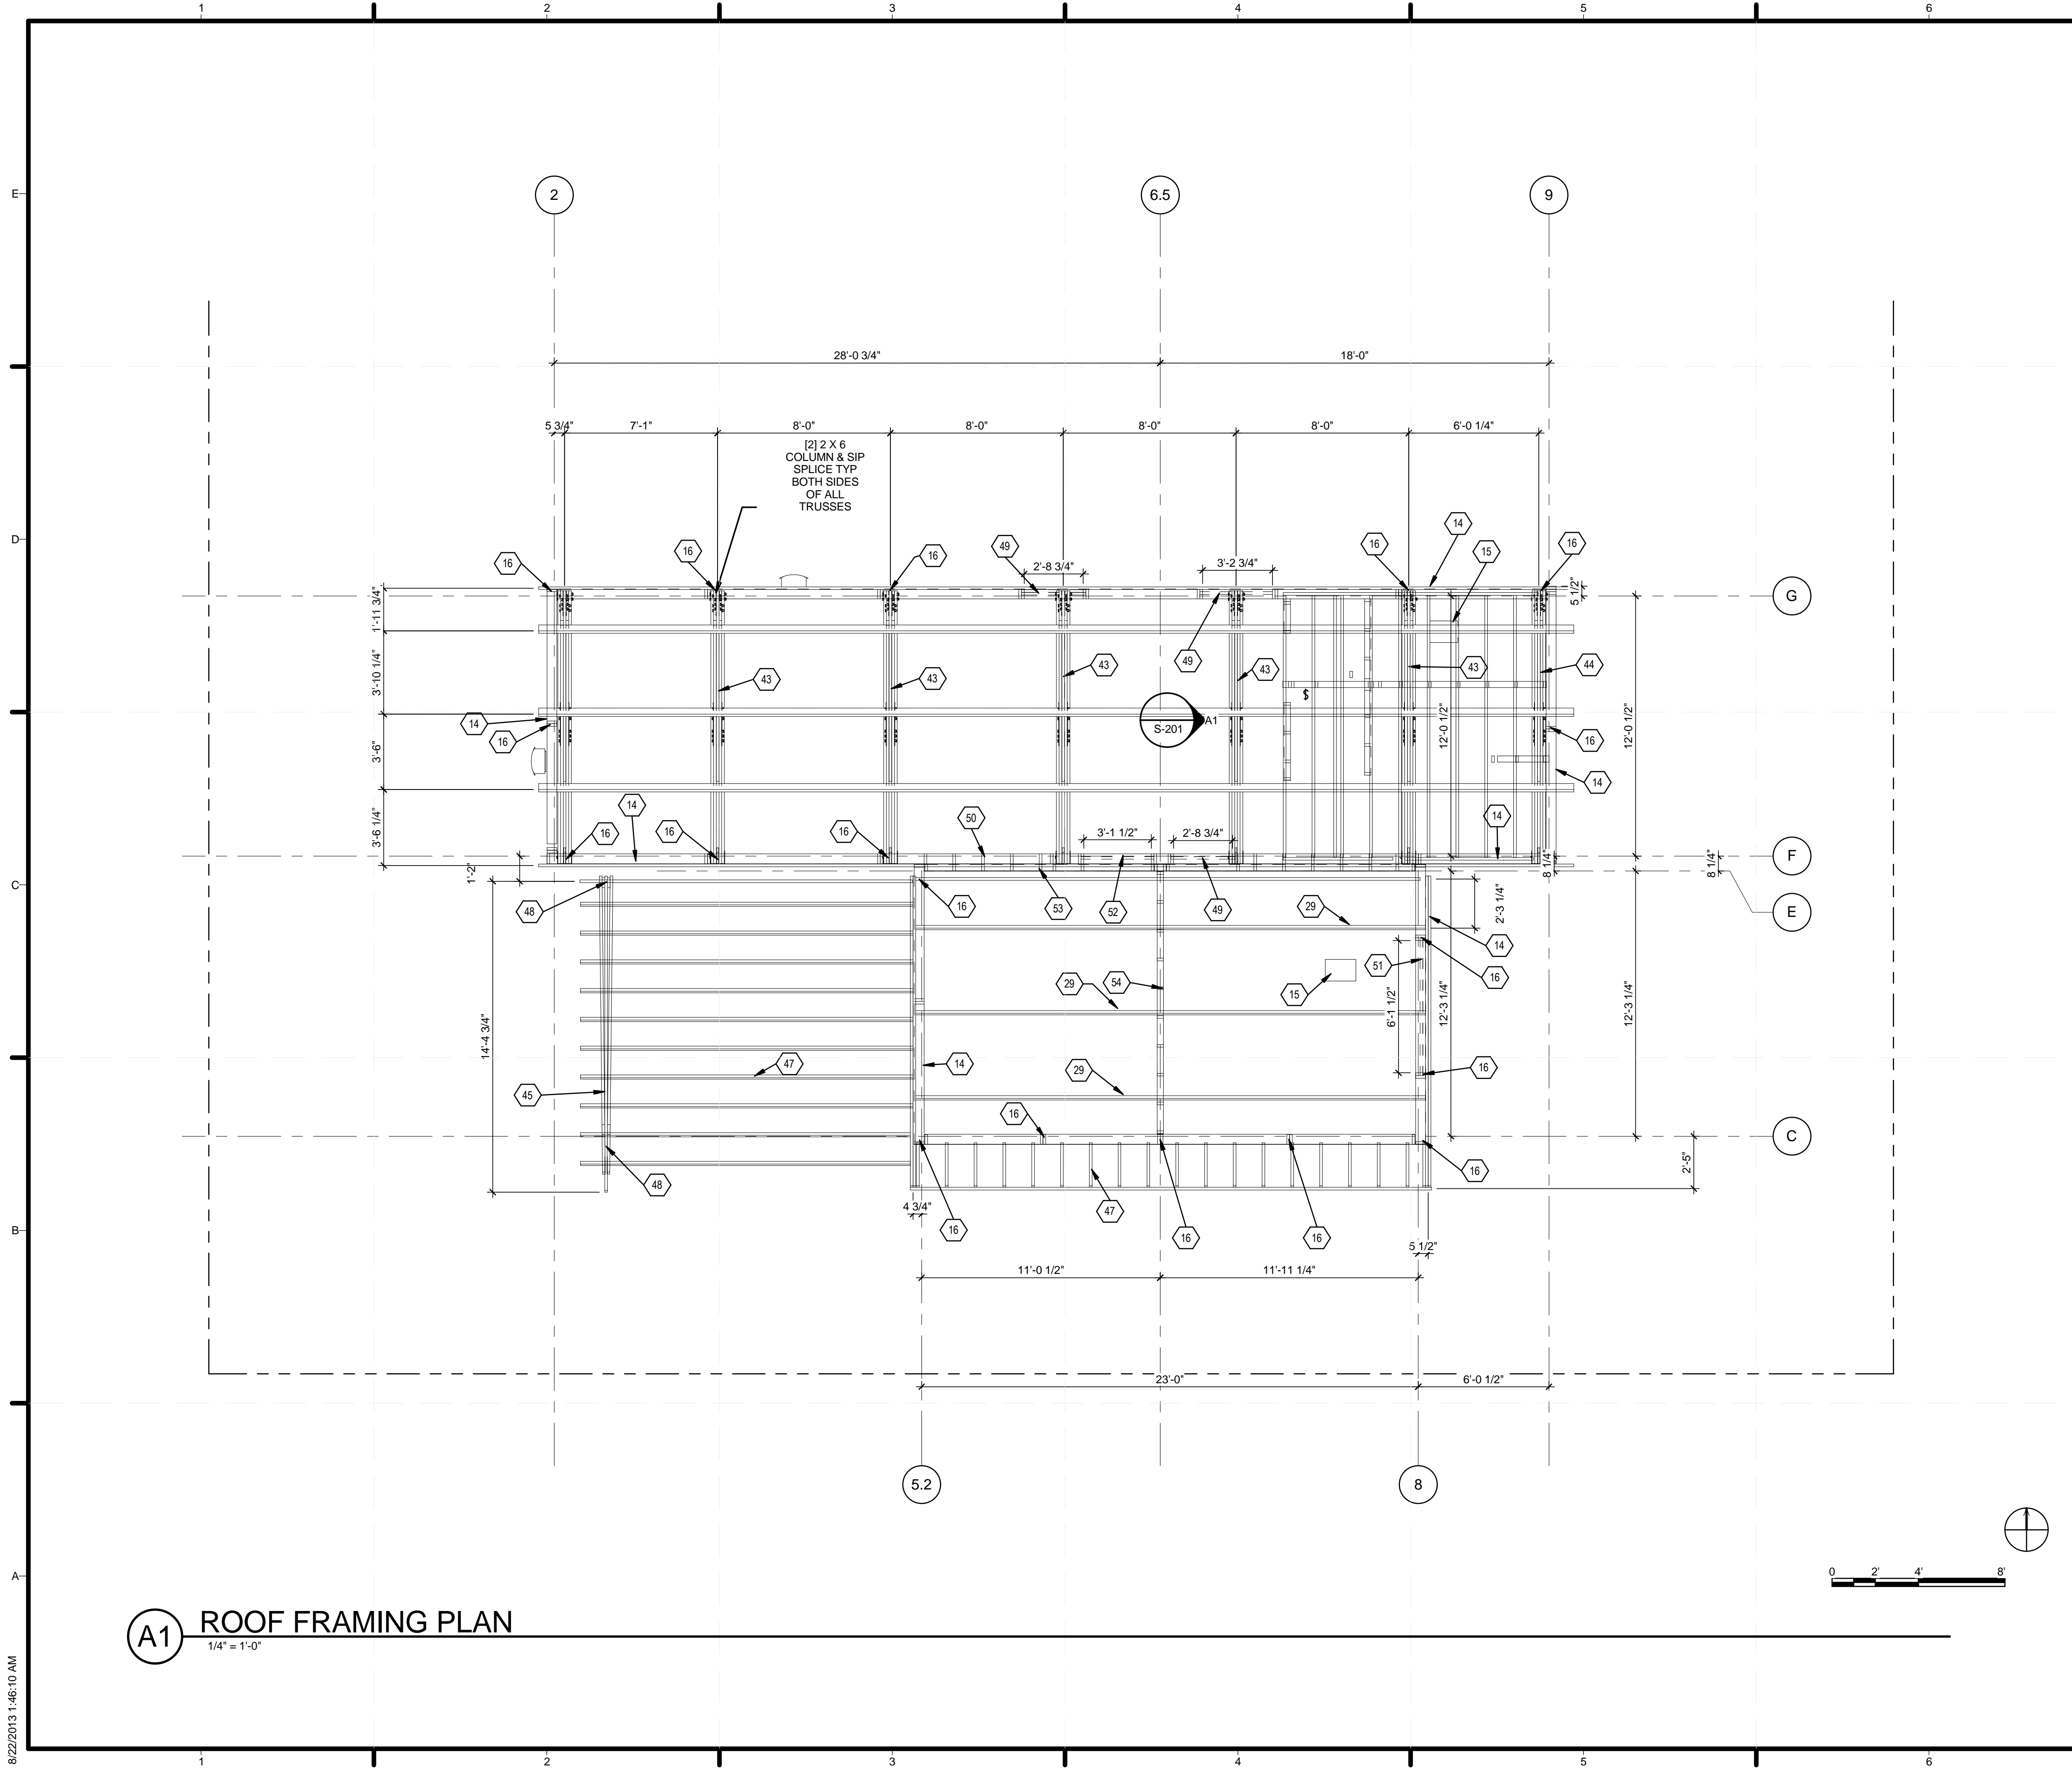 1 2 3 4 5 6
E
2 6.5 9
28'-0 3/4" 18'-0"
5 3/4" 7'-1" 8'-0" 8'-0" 8'-0" 8'-0" 6'-0 1/4"
[2] 2 X 6
COLUMN & SIP
SPLICE TYP
BOTH SIDES
OF ALL
TRUSSES
D
16 16 16 49 2'-8 3/4" 3'-2 3/4" 16 14 15 16
5 1/2"
G
1'-11 3/4"
3'-10 1/4"
3'-6"
3'-6 1/4"
43 43 43 49 43 43 44
14
16
S-201
A1
$
12'-0 1/2"
12'-0 1/2"
16
14
14 16 16 16 50 3'-1 1/2" 2'-8 3/4" 14
F
8 1/4"
8 1/4"
C
1'-2"
48 16 53 52 49 29
2'-3 1/4"
E
14
14'-4 3/4"
29 54 15 51 16
6'-1 1/2"
12'-3 1/4"
12'-3 1/4"
47 14 29 16
45
16
C
48 47 16
2'-5"
4 3/4"
B
16 16 16
5 1/2"
11'-0 1/2" 11'-11 1/4"
23'-0" 6'-0 1/2"
5.2 8
0 2' 4' 8'
A
A1 ROOF FRAMING PLAN
1/4" = 1'-0"
8/22/2013 1:46:10 AM
1 2 3 4 5 6